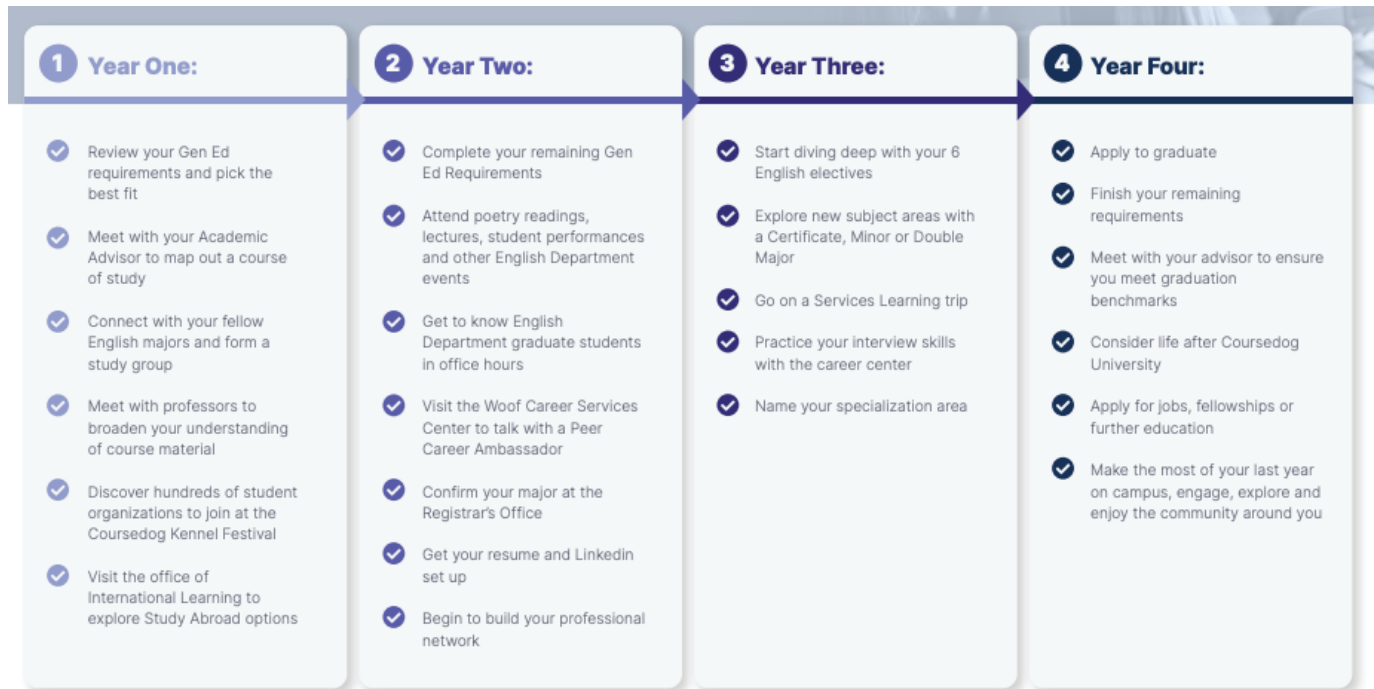 1 Year One:
Review your Gen Ed
requirements and pick the
best fit
Meet with your Academic
Advisor to map out a course
of study
Connect with your fellow
English majors and form a
study group
Meet with professors to
broaden your understanding
of course material
Discover hundreds of student
organizations to join at the
Coursedog Kennel Festival
Visit the office of
International Learning to
explore Study Abroad options
2 Year Two:
Complete your remaining Gen
Ed Requirements
Attend poetry readings,
lectures, student performances
and other English Department
events
Get to know English
Department graduate students
in office hours
Visit the Woof Career Services
Center to talk with a Peer
Career Ambassador
Confirm your major at the
Registrar's Office
Get your resume and Linkedin
set up
Begin to build your professional
network
3 Year Three:
Start diving deep with your 6
English electives
Explore new subject areas with
a Certificate, Minor or Double
Major
Go on a Services Learning trip
Practice your interview skills
with the career center
Name your specialization area
4 Year Four:
Apply to graduate
Finish your remaining
requirements
Meet with your advisor to ensure
you meet graduation
benchmarks
Consider life after Coursedog
University
Apply for jobs, fellowships or
further education
Make the most of your last year
on campus, engage, explore and
enjoy the community around you